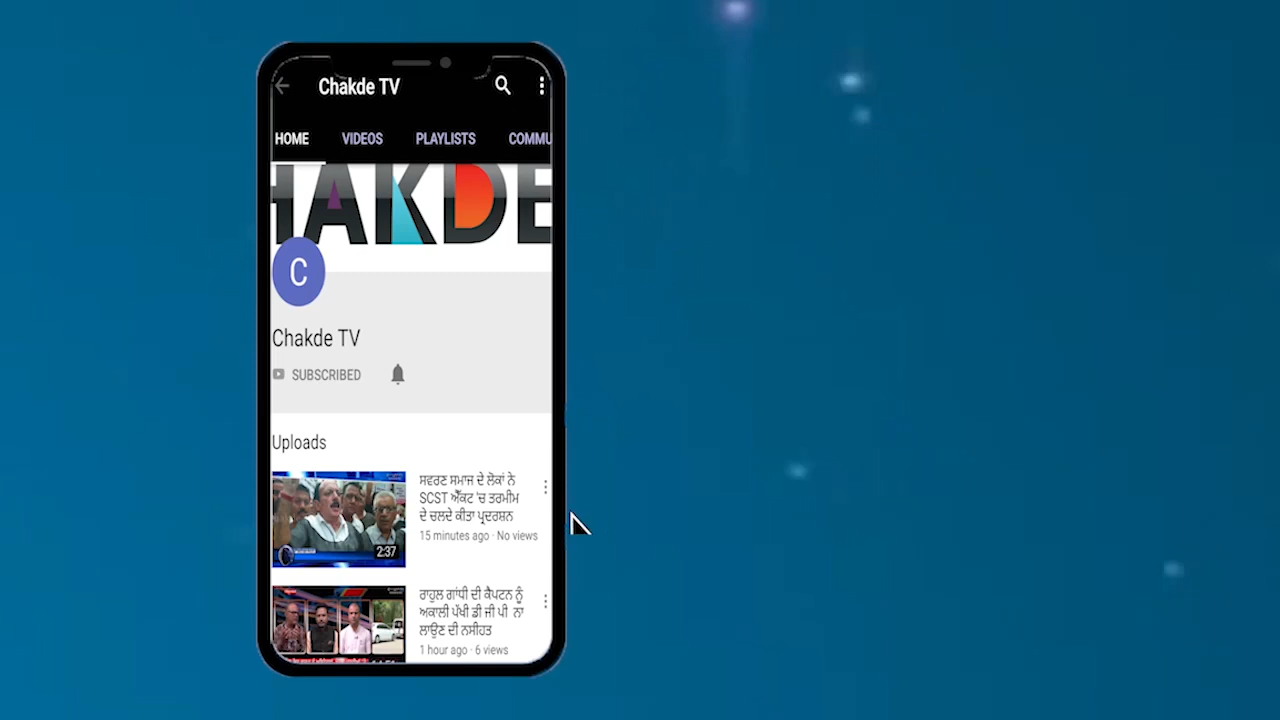 Chakde TV
HOME VIDEOS PLAYLISTS COMMU
HAKDE
C
Chakde TV
SUBSCRIBED
Uploads
ਸਵਰਣ ਸਮਾਜ ਦੇ ਲੋਕਾਂ ਨੇ
SCST ਐੱਕਟ 'ਚ ਤਰਮੀਮ
ਦੇ ਚਲਦੇ ਕੀਤਾ ਪ੍ਰਦਰਸ਼ਨ
15 minutes ago · No views
2:37
ਰਾਹੁਲ ਗਾਂਧੀ ਦੀ ਕੈਪਟਨ ਨੂੰ
ਅਕਾਲੀ ਪੱਖੀ ਡੀ ਜੀ ਪੀ ਨਾ
ਲਾਉਣ ਦੀ ਨਸੀਹਤ
1 hour ago · 6 views